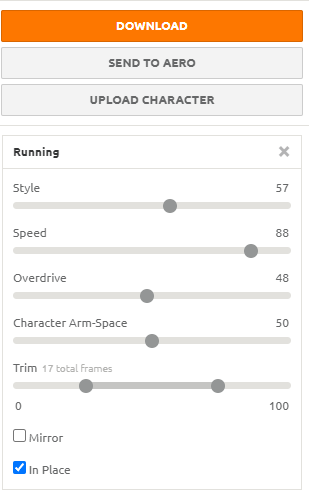 DOWNLOAD
SEND TO AERO
UPLOAD CHARACTER
Running ×
Style 57
Speed 88
Overdrive 48
Character Arm-Space 50
Trim 17 total frames
0 100
Mirror
In Place